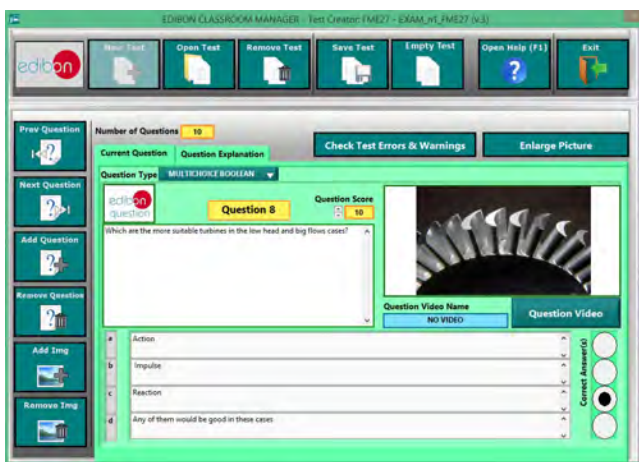 EDIBON CLASSROOM MANAGER - Test Creator: FME27 - EXAM_n1_FME27 (v.3)
edibon
New Test
Open Test
Remove Test
Save Test
Empty Test
Open Help (F1)
Exit
Prev Question
Number of Questions 10
Check Test Errors & Warnings
Enlarge Picture
Current Question
Question Explanation
Question Type MULTICHOICE BOOLEAN
Next Question
edibon
question
Question 8
Question Score
10
Which are the more suitable turbines in the low head and big flows cases?
Add Question
Remove Question
Question Video Name
NO VIDEO
Question Video
Add Img
a Action
b Impulse
c Reaction
d Any of them would be good in these cases
Correct Answer(s)
Remove Img